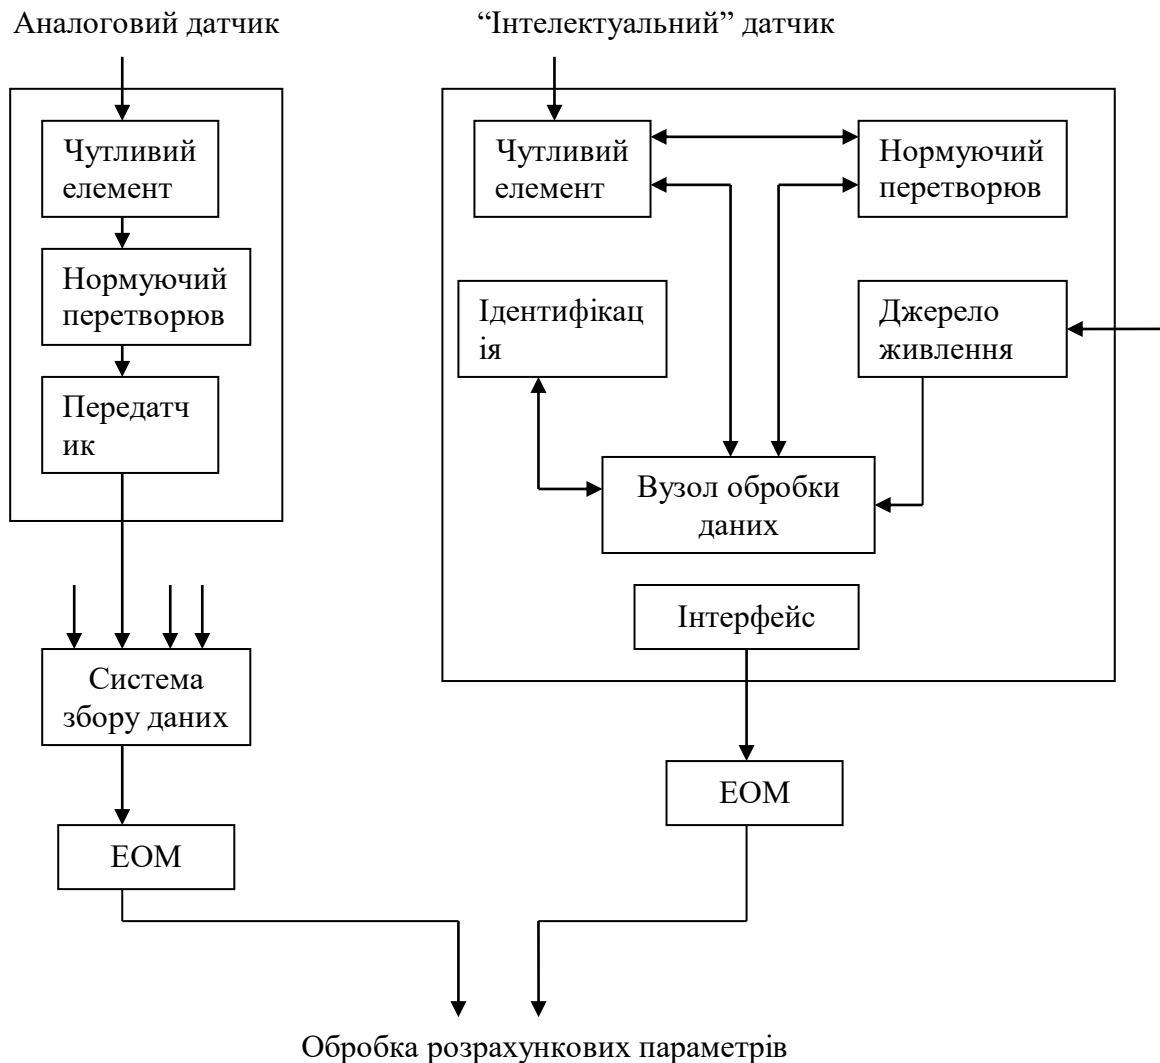 Аналоговий датчик
“Інтелектуальний” датчик
Чутливий
елемент
Нормуючий
перетворюв
Передатч
ик
Система
збору даних
ЕОМ
Чутливий
елемент
Нормуючий
перетворюв
Ідентифікац
ія
Джерело
живлення
Вузол обробки
даних
Інтерфейс
ЕОМ
Обробка розрахункових параметрів